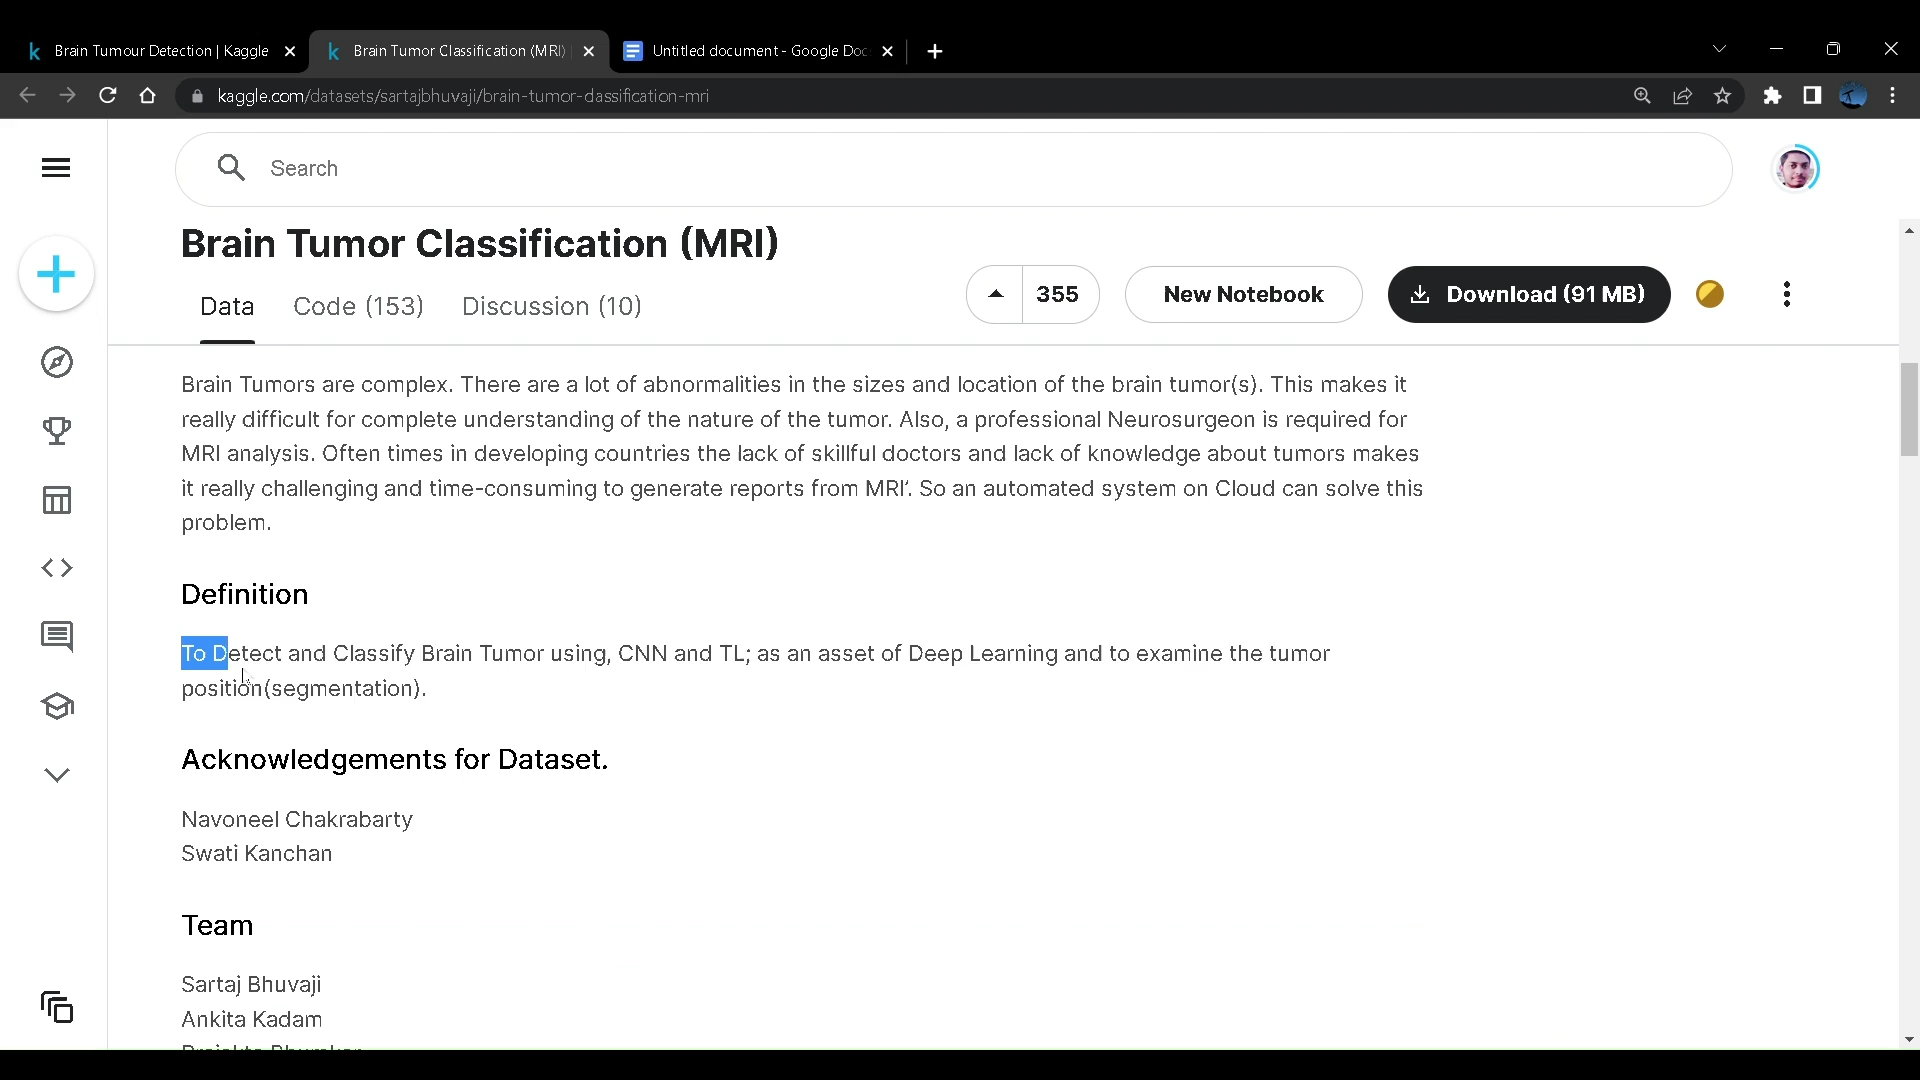 Brain Tumour Detection | Kaggle
Brain Tumor Classification (MRI)
Untitled document - Google Doc
kaggle.com/datasets/sartajbhuvaji/brain-tumor-classification-mri
Search
Brain Tumor Classification (MRI)
Data Code (153) Discussion (10)
355 New Notebook Download (91 MB)
Brain Tumors are complex. There are a lot of abnormalities in the sizes and location of the brain tumor(s). This makes it
really difficult for complete understanding of the nature of the tumor. Also, a professional Neurosurgeon is required for
MRI analysis. Often times in developing countries the lack of skillful doctors and lack of knowledge about tumors makes
it really challenging and time-consuming to generate reports from MRI'. So an automated system on Cloud can solve this
problem.
Definition
To Detect and Classify Brain Tumor using, CNN and TL; as an asset of Deep Learning and to examine the tumor
position(segmentation).
Acknowledgements for Dataset.
Navoneel Chakrabarty
Swati Kanchan
Team
Sartaj Bhuvaji
Ankita Kadam